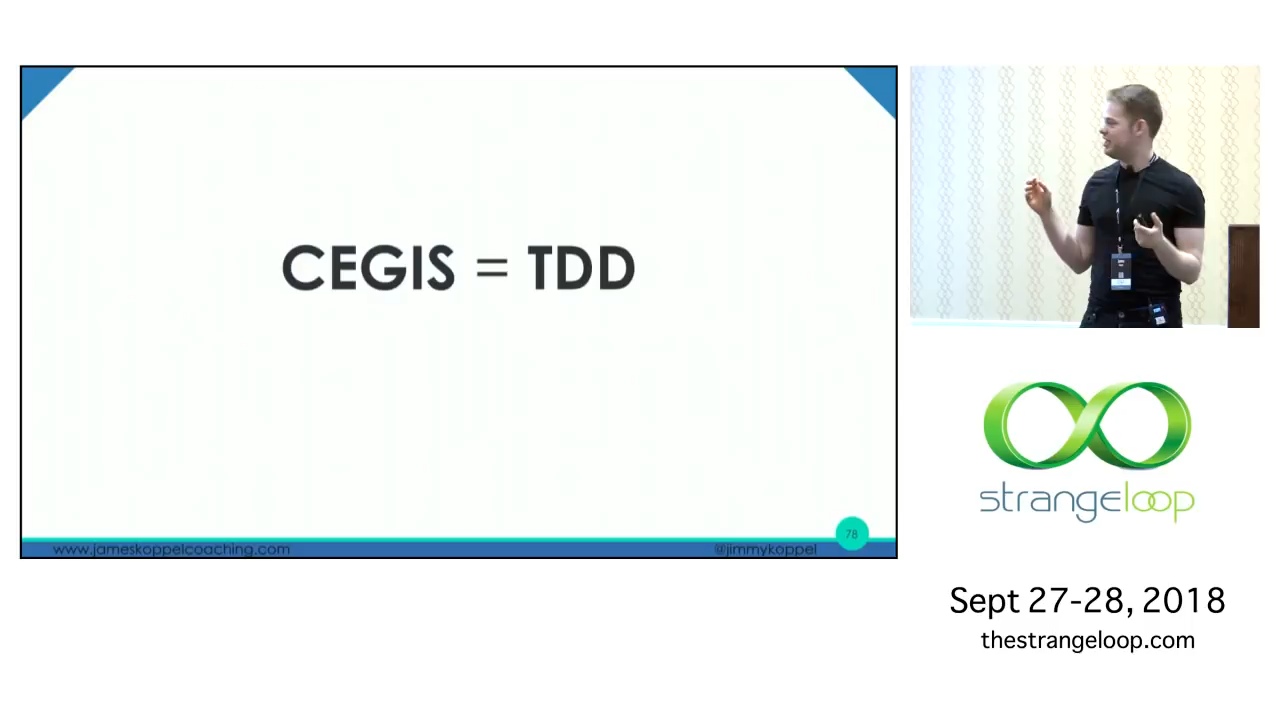 CEGIS = TDD
78
www.jameskoppelcoaching.com
@jimmykoppel
strangeloop
Sept 27-28, 2018
thestrangeloop.com